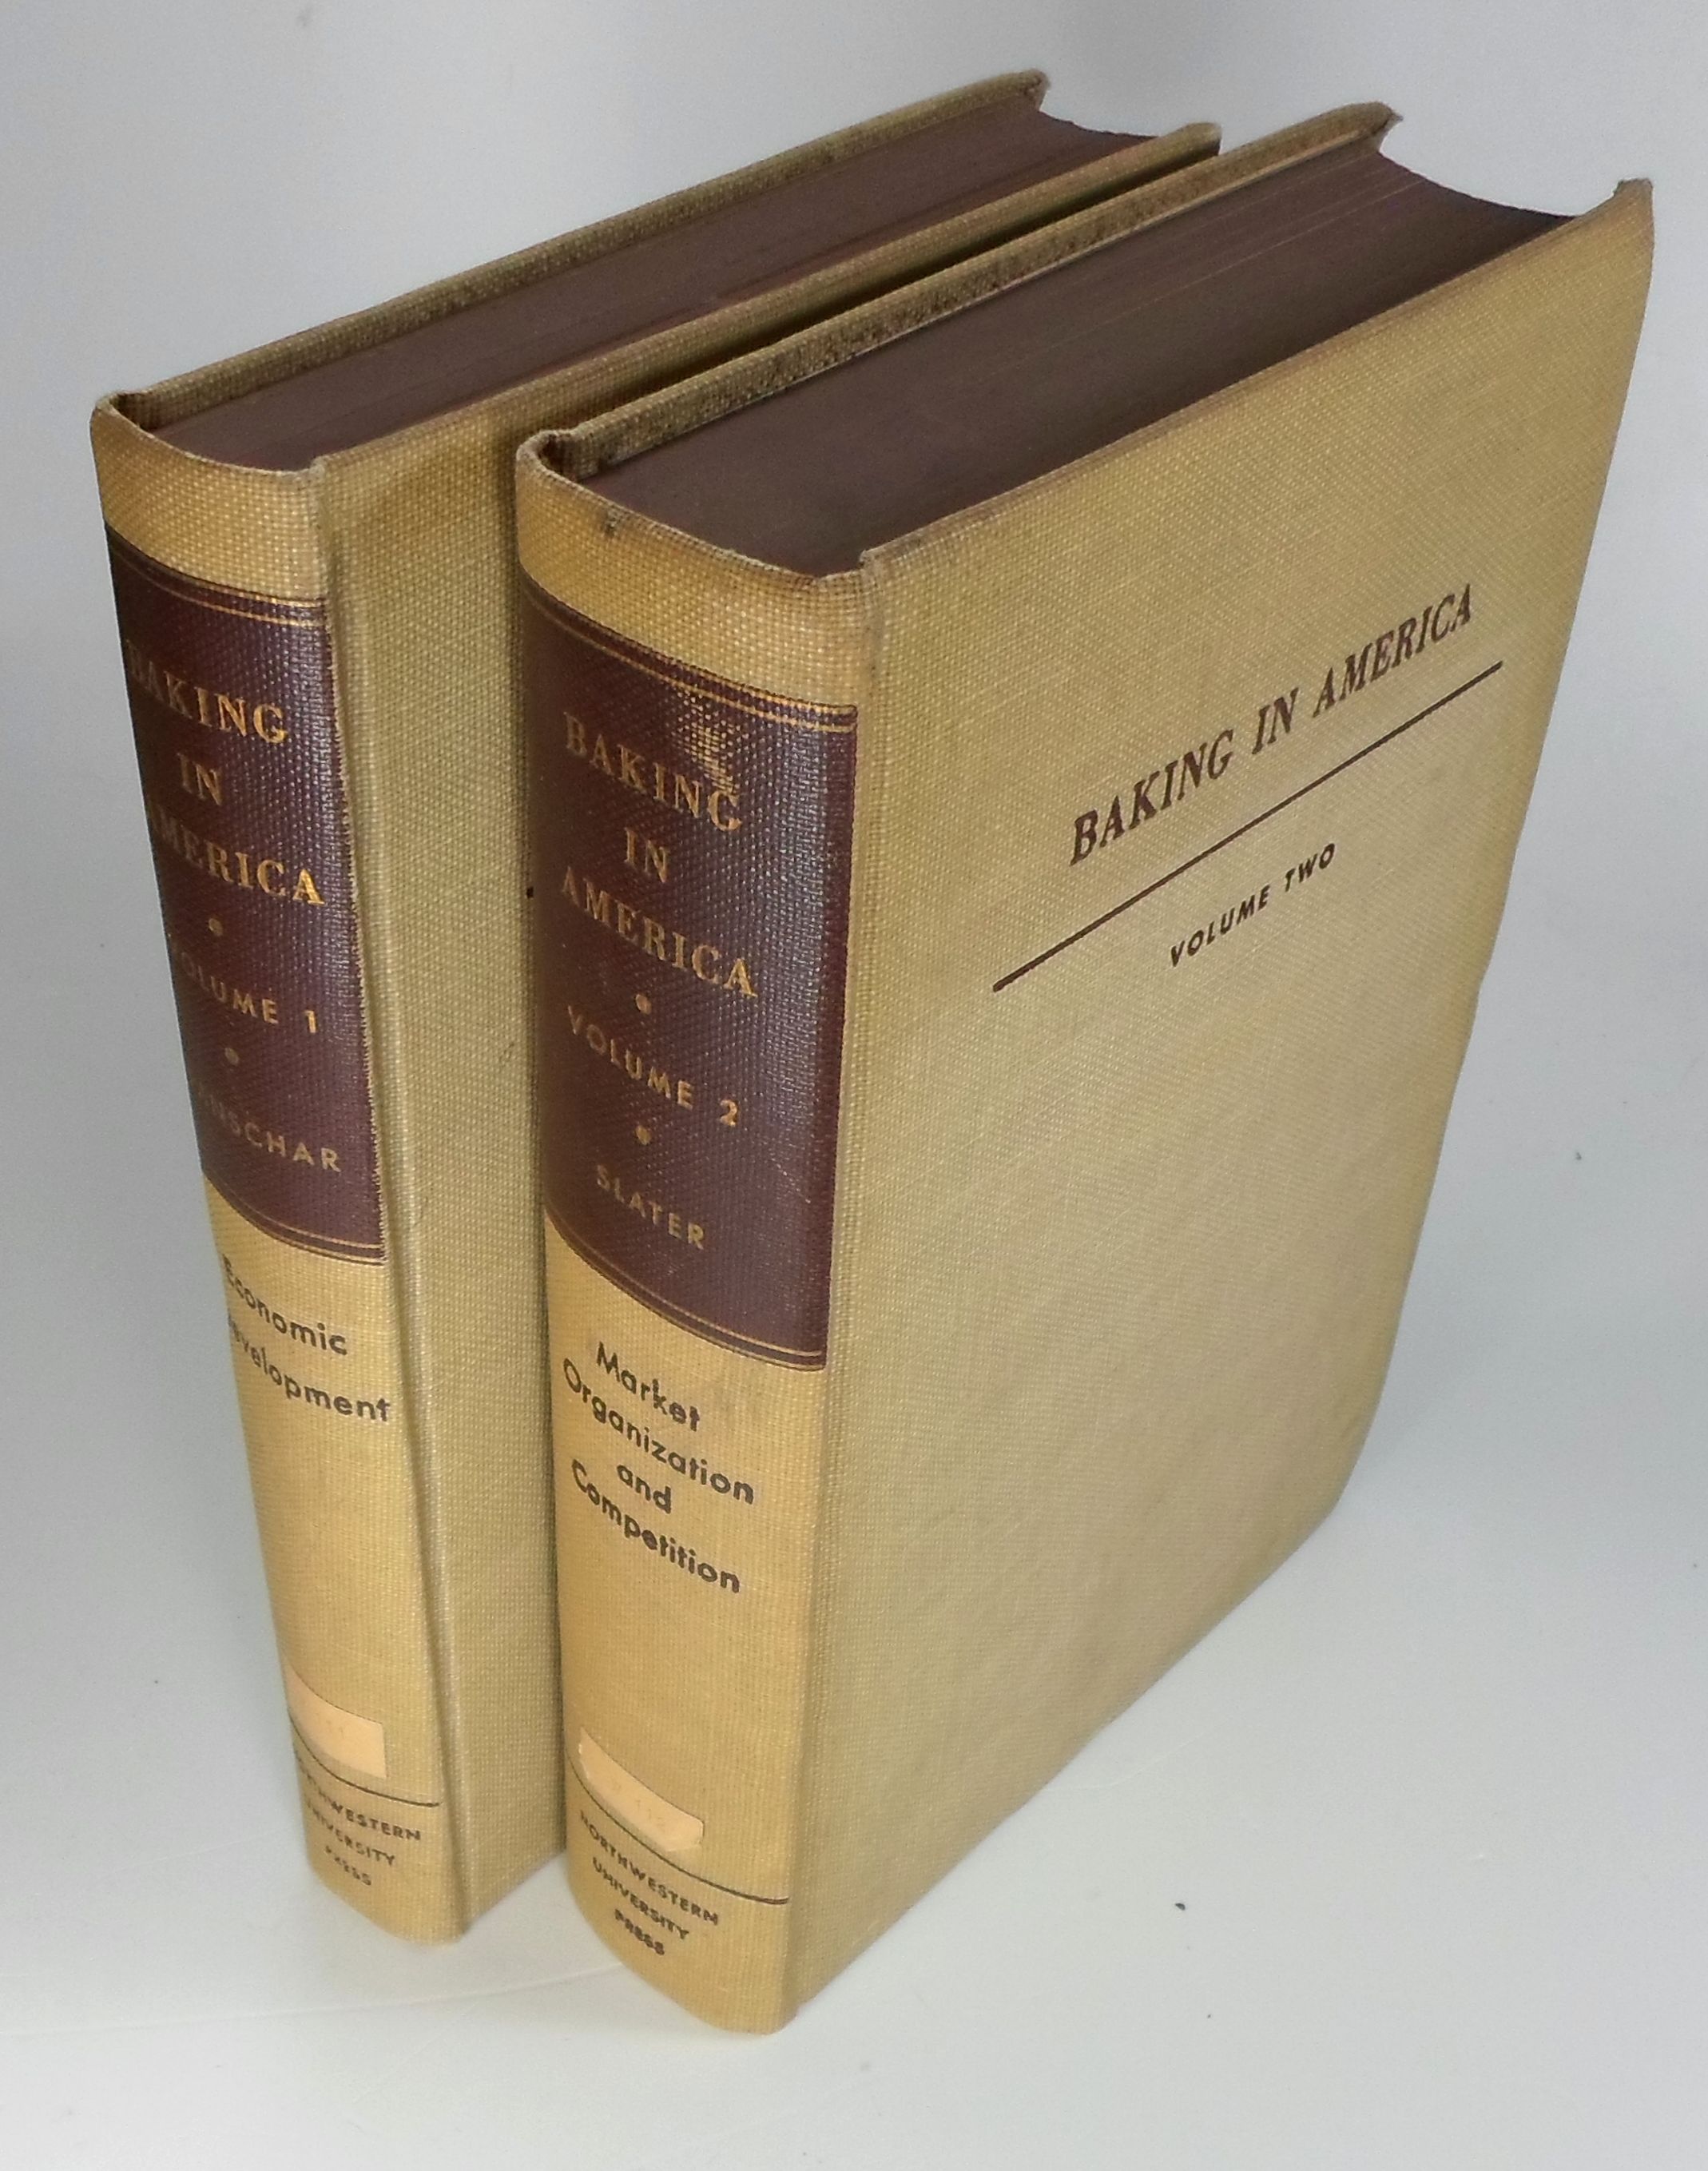 BAKING
IN
AMERICA
VOLUME 1
Economic
Development
NORTHWESTERN
UNIVERSITY
PRESS
BAKING
IN
AMERICA
VOLUME 2
SLATER
Market
Organization
and
Competition
NORTHWESTERN
UNIVERSITY
PRESS
BAKING IN AMERICA
VOLUME TWO